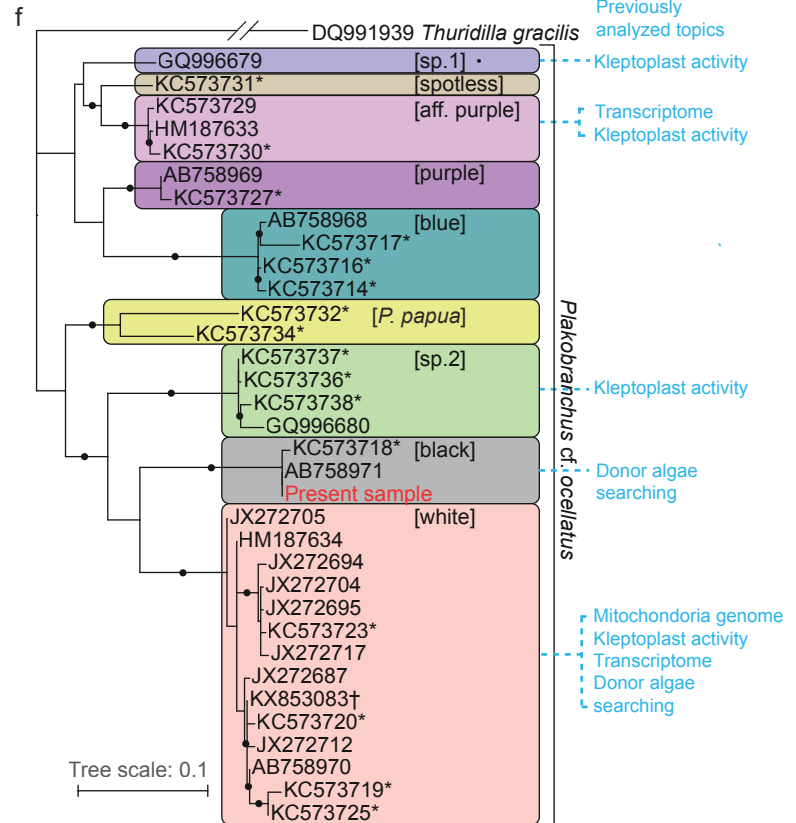 f
DQ991939 Thuridilla gracilis
Previously
analyzed topics
GQ996679 [sp.1]
Kleptoplast activity
KC573731* [spotless]
KC573729 [aff. purple]
HM187633
KC573730*
Transcriptome
Kleptoplast activity
AB758969 [purple]
KC573727*
AB758968 [blue]
KC573717*
KC573716*
KC573714*
KC573732* [P. papua]
KC573734*
KC573737* [sp.2]
KC573736*
KC573738*
GQ996680
Kleptoplast activity
KC573718* [black]
AB758971
Present sample
Donor algae
searching
Plakobranchus cf. ocellatus
JX272705 [white]
HM187634
JX272694
JX272704
JX272695
KC573723*
JX272717
JX272687
KX853083†
KC573720*
JX272712
AB758970
KC573719*
KC573725*
Mitochondoria genome
Kleptoplast activity
Transcriptome
Donor algae
searching
Tree scale: 0.1